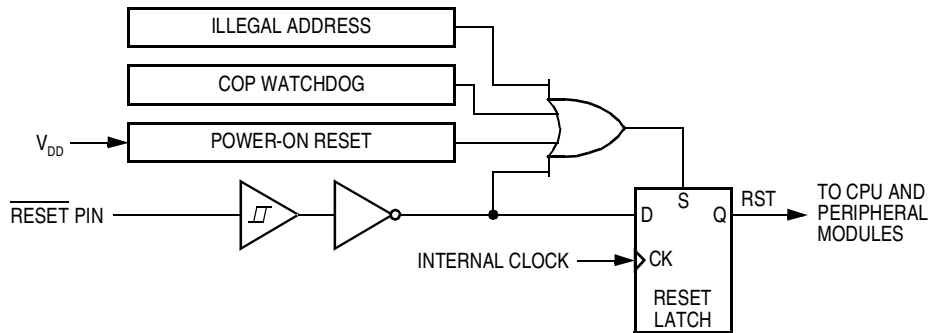 ILLEGAL ADDRESS
COP WATCHDOG
V_DD
POWER-ON RESET
RESET PIN
INTERNAL CLOCK
D
S
Q
CK
RESET
LATCH
RST
TO CPU AND
PERIPHERAL
MODULES